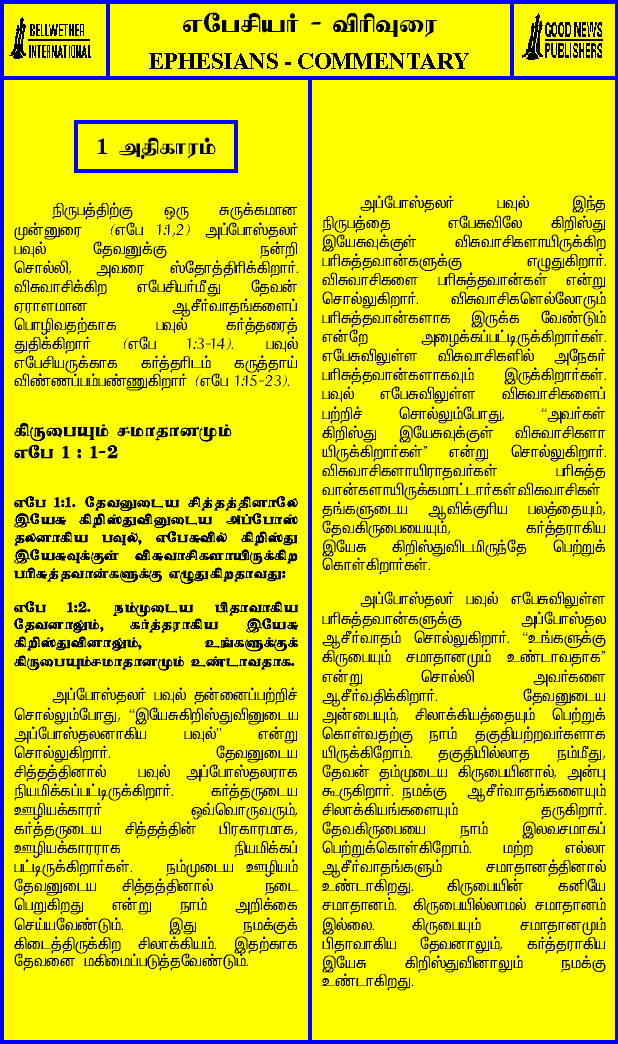 BELLWETHER
INTERNATIONAL
எபேசியர் - விரிவுரை
EPHESIANS - COMMENTARY
GOOD NEWS
PUBLISHERS
1 அதிகாரம்
நிருபத்திற்கு ஒரு சுருக்கமான
முன்னுரை (எபே 1:1,2) அப்போஸ்தலர்
பவுல் தேவனுக்கு நன்றி
சொல்லி, அவரை ஸ்தோத்திரிக்கிறார்.
விசுவாசிக்கிற எபேசியர்மீது தேவன்
ஏராளமான ஆசீர்வாதங்களைப்
பொழிவதற்காக பவுல் கர்த்தரைத்
துதிக்கிறார் (எபே 1:3-14). பவுல்
எபேசியருக்காக கர்த்தரிடம் கருத்தாய்
விண்ணப்பம்பண்ணுகிறார் (எபே 1:15-23).
கிருபையும் சமாதானமும்
எபே 1 : 1-2
எபே 1:1. தேவனுடைய சித்தத்தினாலே
இயேசு கிறிஸ்துவினுடைய அப்போஸ்
தலனாகிய பவுல், எபேசுவில் கிறிஸ்து
இயேசுவுக்குள் விசுவாசிகளாயிருக்கிற
பரிசுத்தவான்களுக்கு எழுதுகிறதாவது:
எபே 1:2. நம்முடைய பிதாவாகிய
தேவனாலும், கர்த்தராகிய இயேசு
கிறிஸ்துவினாலும், உங்களுக்குக்
கிருபையும்சமாதானமும் உண்டாவதாக.
அப்போஸ்தலர் பவுல் தன்னைப்பற்றிச்
சொல்லும்போது, “இயேசுகிறிஸ்துவினுடைய
அப்போஸ்தலனாகிய பவுல்” என்று
சொல்லுகிறார். தேவனுடைய
சித்தத்தினால் பவுல் அப்போஸ்தலராக
நியமிக்கப்பட்டிருக்கிறார். கர்த்தருடைய
ஊழியக்காரர் ஒவ்வொருவரும்,
கர்த்தருடைய சித்தத்தின் பிரகாரமாக,
ஊழியக்காரராக நியமிக்கப்
பட்டிருக்கிறார்கள். நம்முடைய ஊழியம்
தேவனுடைய சித்தத்தினால் நடை
பெறுகிறது என்று நாம் அறிக்கை
செய்யவேண்டும். இது நமக்குக்
கிடைத்திருக்கிற சிலாக்கியம். இதற்காக
தேவனை மகிமைப்படுத்தவேண்டும்.
அப்போஸ்தலர் பவுல் இந்த
நிருபத்தை எபேசுவிலே கிறிஸ்து
இயேசுவுக்குள் விசுவாசிகளாயிருக்கிற
பரிசுத்தவான்களுக்கு எழுதுகிறார்.
விசுவாசிகளை பரிசுத்தவான்கள் என்று
சொல்லுகிறார். விசுவாசிகளெல்லோரும்
பரிசுத்தவான்களாக இருக்க வேண்டும்
என்றே அழைக்கப்பட்டிருக்கிறார்கள்.
எபேசுவிலுள்ள விசுவாசிகளில் அநேகர்
பரிசுத்தவான்களாகவும் இருக்கிறார்கள்.
பவுல் எபேசுவிலுள்ள விசுவாசிகளைப்
பற்றிச் சொல்லும்போது, “அவர்கள்
கிறிஸ்து இயேசுவுக்குள் விசுவாசிகளா
யிருக்கிறார்கள்” என்று சொல்லுகிறார்.
விசுவாசிகளாயிராதவர்கள் பரிசுத்த
வான்களாயிருக்கமாட்டார்கள்.விசுவாசிகள்
தங்களுடைய ஆவிக்குரிய பலத்தையும்,
தேவகிருபையையும், கர்த்தராகிய
இயேசு கிறிஸ்துவிடமிருந்தே பெற்றுக்
கொள்கிறார்கள்.
அப்போஸ்தலர் பவுல் எபேசுவிலுள்ள
பரிசுத்தவான்களுக்கு அப்போஸ்தல
ஆசீர்வாதம் சொல்லுகிறார். “உங்களுக்கு
கிருபையும் சமாதானமும் உண்டாவதாக”
என்று சொல்லி அவர்களை
ஆசீர்வதிக்கிறார். தேவனுடைய
அன்பையும், சிலாக்கியத்தையும் பெற்றுக்
கொள்வதற்கு நாம் தகுதியற்றவர்களாக
யிருக்கிறோம். தகுதியில்லாத நம்மீது,
தேவன் தம்முடைய கிருபையினால், அன்பு
கூருகிறார். நமக்கு ஆசீர்வாதங்களையும்
சிலாக்கியங்களையும் தருகிறார்.
தேவகிருபையை நாம் இலவசமாகப்
பெற்றுக்கொள்கிறோம். மற்ற எல்லா
ஆசீர்வாதங்களும் சமாதானத்தினால்
உண்டாகிறது. கிருபையின் கனியே
சமாதானம். கிருபையில்லாமல் சமாதானம்
இல்லை. கிருபையும் சமாதானமும்
பிதாவாகிய தேவனாலும், கர்த்தராகிய
இயேசு கிறிஸ்துவினாலும் நமக்கு
உண்டாகிறது.